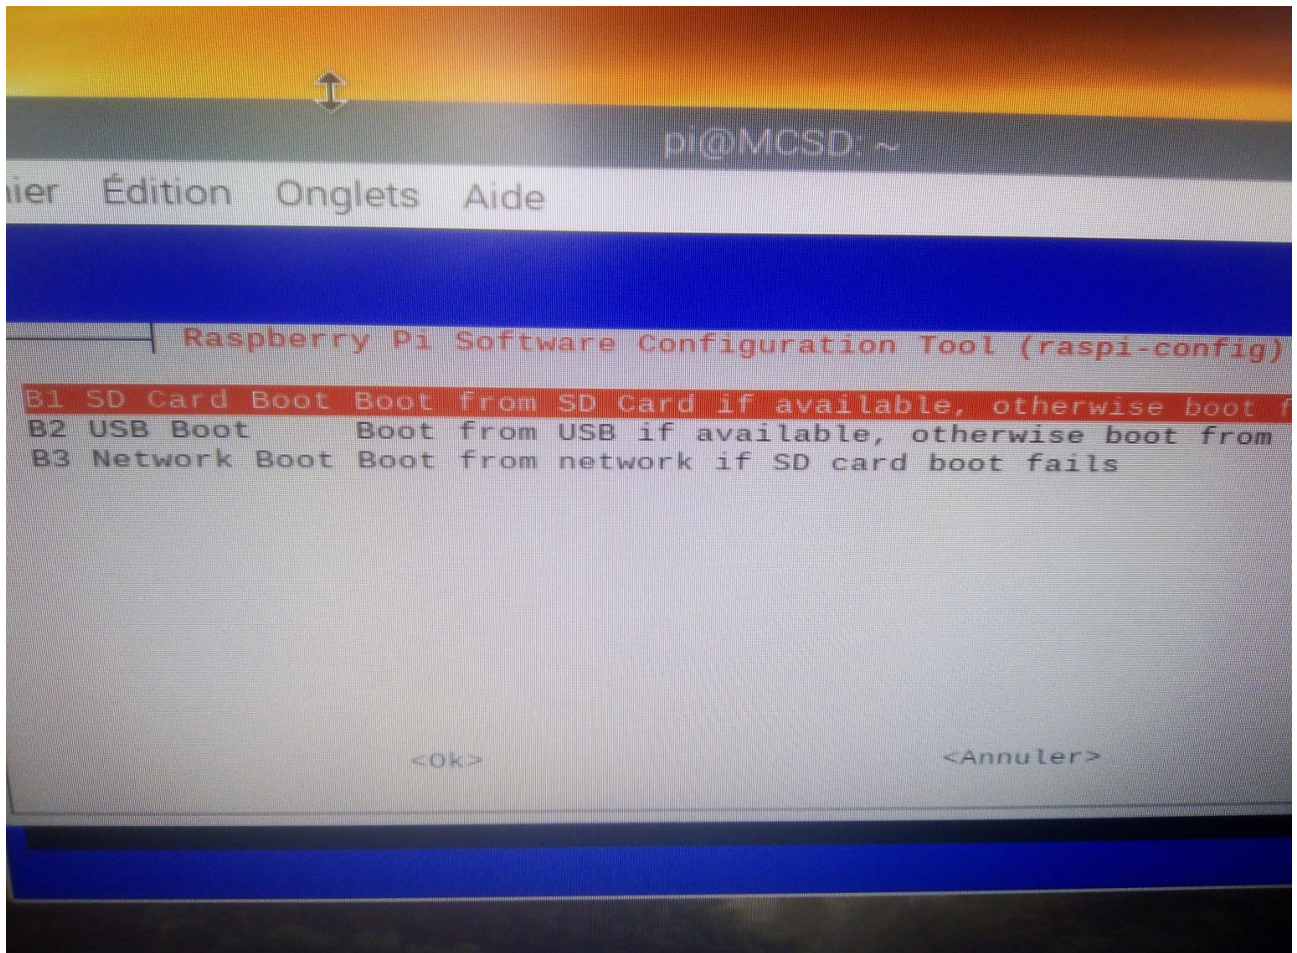 pi@MCSD: ~
Édition Onglets Aide
Raspberry Pi Software Configuration Tool (raspi-config)
B1 SD Card Boot Boot from SD Card if available, otherwise boot
B2 USB Boot Boot from USB if available, otherwise boot from
B3 Network Boot Boot from network if SD card boot fails
<Ok> <Annuler>